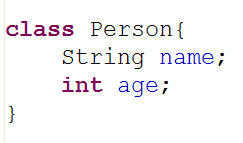 class Person{
    String name;
    int age;
}